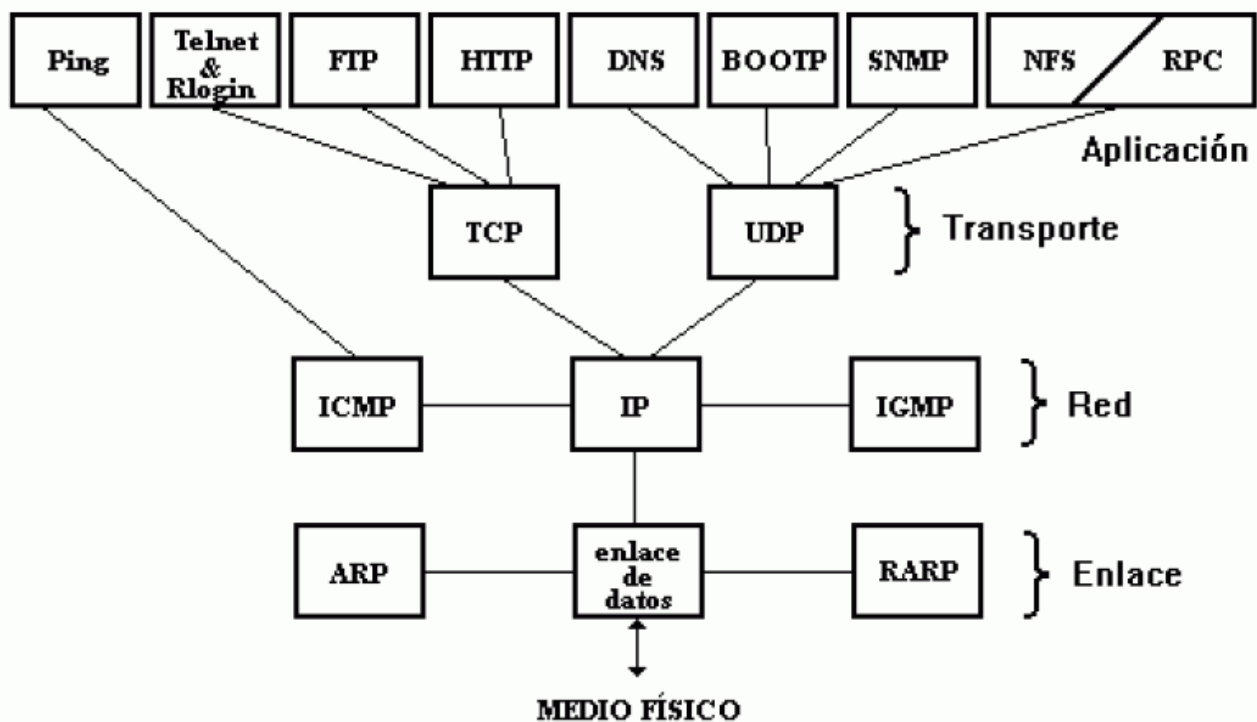 Ping
Telnet
&
Rlogin
FTP
HTTP
DNS
BOOTP
SNMP
NFS
RPC
Aplicación
TCP
UDP
Transporte
ICMP
IP
IGMP
Red
ARP
enlace
de
datos
RARP
Enlace
MEDIO FÍSICO